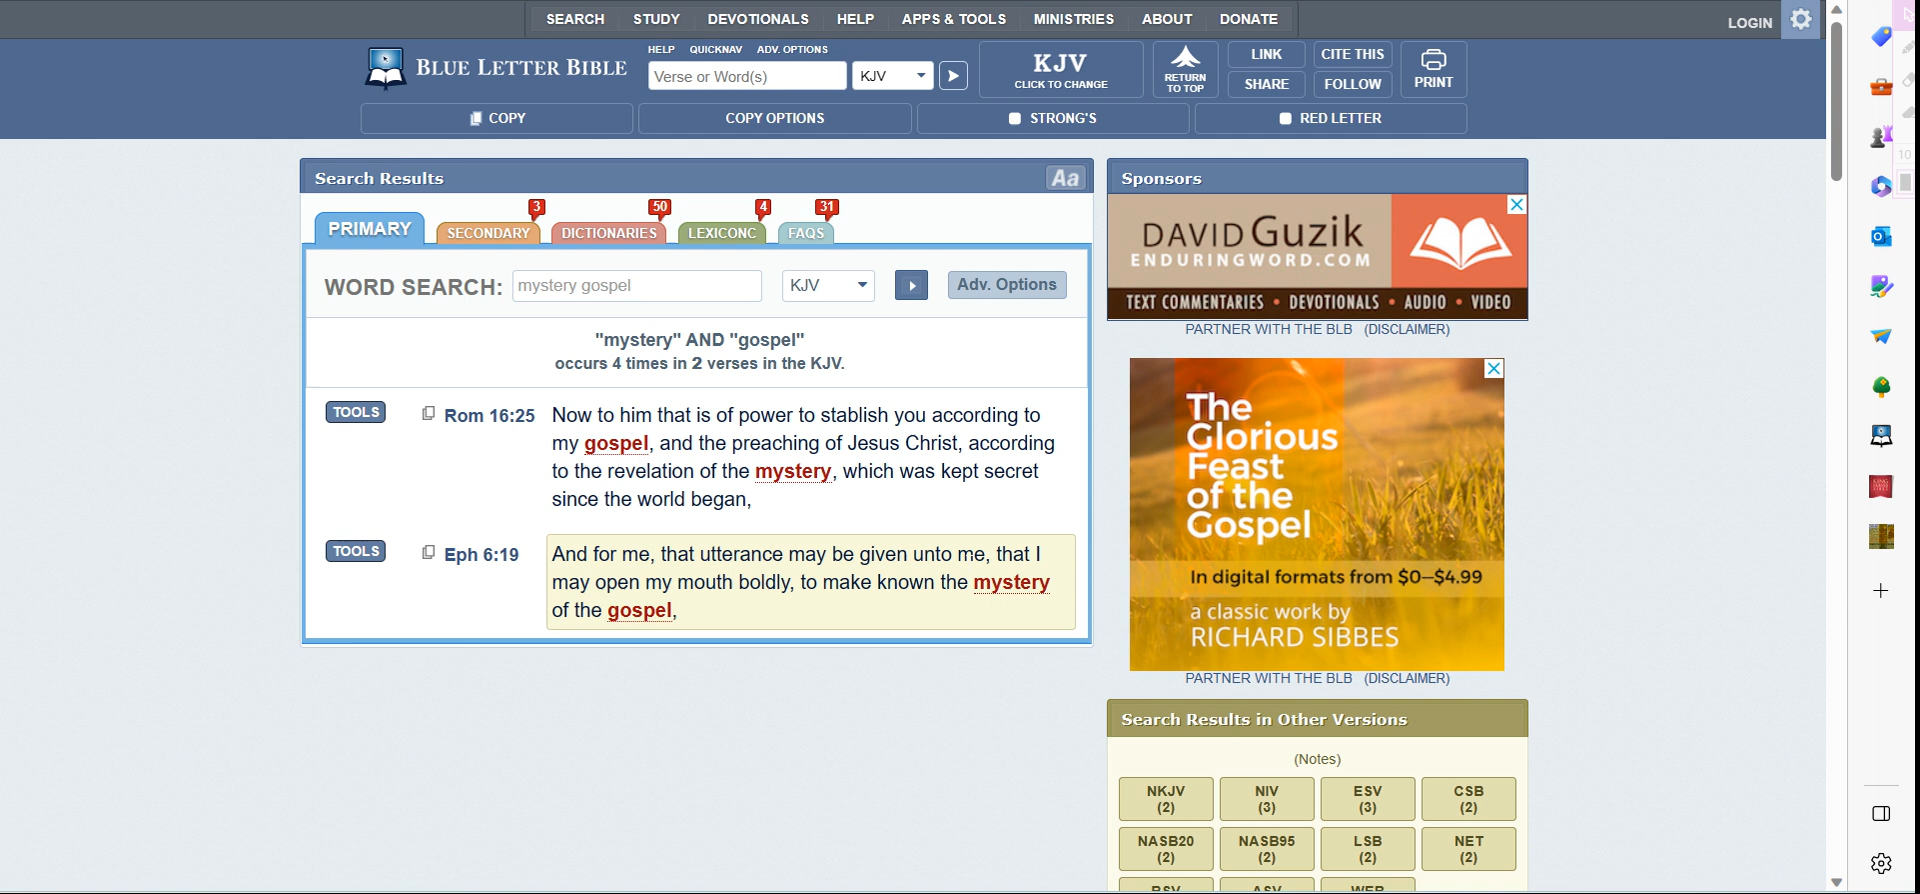 SEARCH STUDY DEVOTIONALS HELP APPS & TOOLS MINISTRIES ABOUT DONATE
LOGIN
BLUE LETTER BIBLE
HELP QUICKNAV ADV. OPTIONS
Verse or Word(s) KJV
KJV
CLICK TO CHANGE
RETURN
TO TOP
LINK CITE THIS
SHARE FOLLOW
PRINT
COPY COPY OPTIONS STRONG'S RED LETTER
Search Results Aa
PRIMARY
SECONDARY 3
DICTIONARIES 50
LEXICONC 4
FAQS 31
WORD SEARCH: mystery gospel KJV Adv. Options
"mystery" AND "gospel"
occurs 4 times in 2 verses in the KJV.
TOOLS Rom 16:25 Now to him that is of power to stablish you according to
my gospel, and the preaching of Jesus Christ, according
to the revelation of the mystery, which was kept secret
since the world began,
TOOLS Eph 6:19 And for me, that utterance may be given unto me, that I
may open my mouth boldly, to make known the mystery
of the gospel,
Sponsors
DAVID Guzik
ENDURINGWORD.COM
TEXT COMMENTARIES • DEVOTIONALS • AUDIO • VIDEO
PARTNER WITH THE BLB (DISCLAIMER)
The
Glorious
Feast
of the
Gospel
In digital formats from $0–$4.99
a classic work by
RICHARD SIBBES
PARTNER WITH THE BLB (DISCLAIMER)
Search Results in Other Versions
(Notes)
NKJV NIV ESV CSB
(2) (3) (3) (2)
NASB20 NASB95 LSB NET
(2) (2) (2) (2)
RSV ASV WEB
10